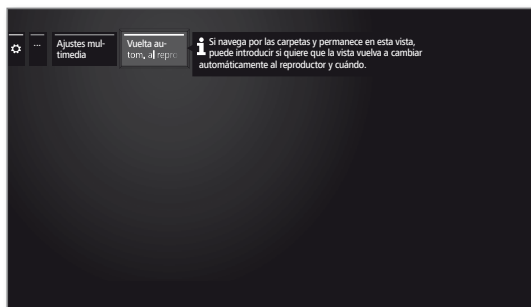 ...
Ajustes mul-
timedia
Vuelta au-
tom. al repro
Si navega por las carpetas y permanece en esta vista,
puede introducir si quiere que la vista vuelva a cambiar
automáticamente al reproductor y cuándo.